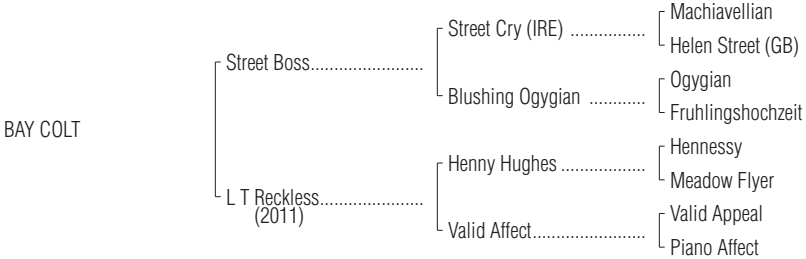 Machiavellian
Street Cry (IRE) ................
Helen Street (GB)
Street Boss........................
Ogygian
Blushing Ogygian ............
Fruhlingshochzeit
BAY COLT
Hennessy
Henny Hughes ..................
Meadow Flyer
L T Reckless......................
(2011)
Valid Appeal
Valid Affect........................
Piano Affect